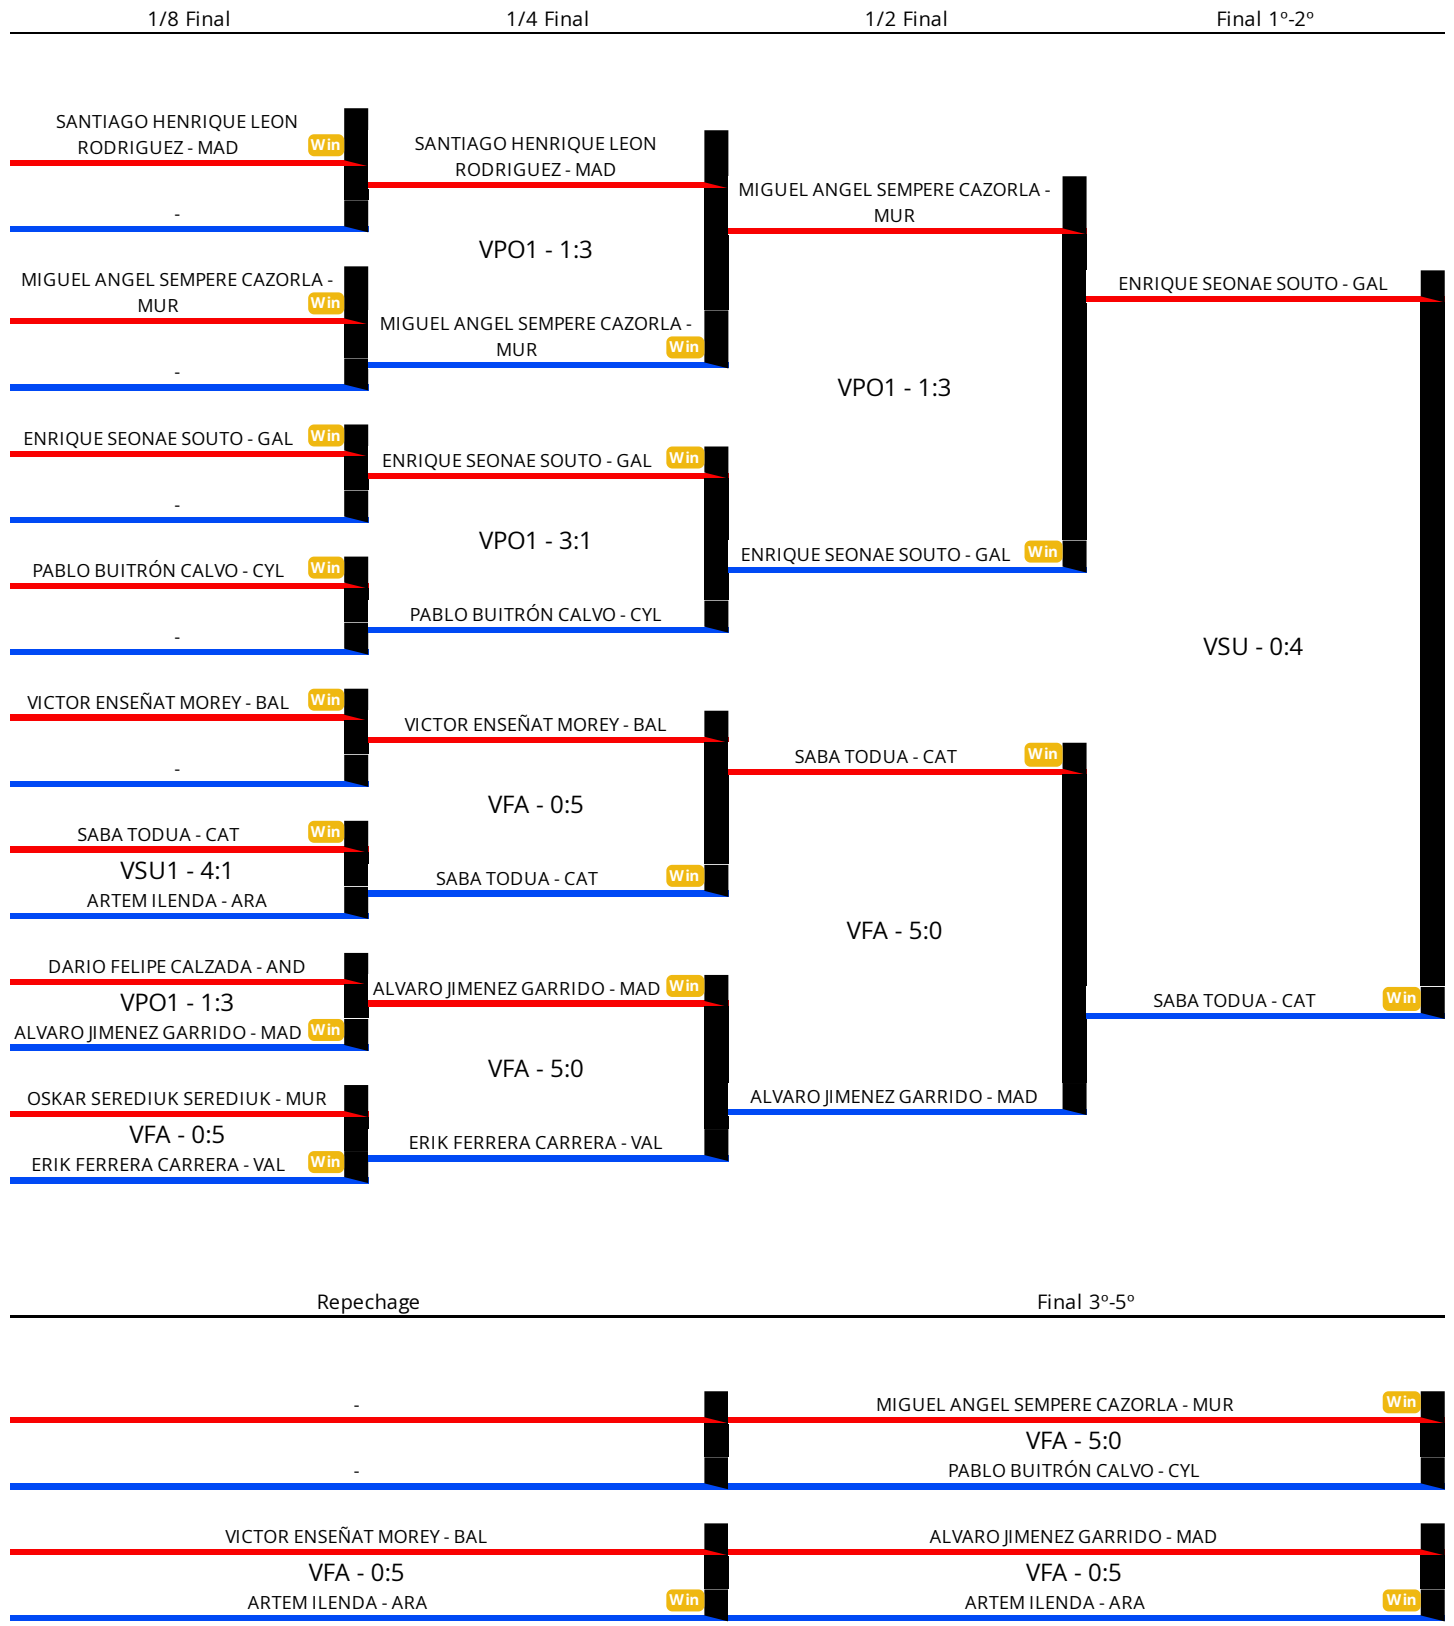 1/8 Final
1/4 Final
1/2 Final
Final 1º-2º
SANTIAGO HENRIQUE LEON
RODRIGUEZ - MAD
Win
-
MIGUEL ANGEL SEMPERE CAZORLA -
MUR
Win
-
ENRIQUE SEONAE SOUTO - GAL
Win
-
PABLO BUITRÓN CALVO - CYL
Win
-
VICTOR ENSEÑAT MOREY - BAL
Win
-
SABA TODUA - CAT
Win
VSU1 - 4:1
ARTEM ILENDA - ARA
DARIO FELIPE CALZADA - AND
VPO1 - 1:3
ALVARO JIMENEZ GARRIDO - MAD
Win
OSKAR SEREDIUK SEREDIUK - MUR
VFA - 0:5
ERIK FERRERA CARRERA - VAL
Win
SANTIAGO HENRIQUE LEON
RODRIGUEZ - MAD
VPO1 - 1:3
MIGUEL ANGEL SEMPERE CAZORLA -
MUR
Win
ENRIQUE SEONAE SOUTO - GAL
Win
VPO1 - 3:1
PABLO BUITRÓN CALVO - CYL
VICTOR ENSEÑAT MOREY - BAL
VFA - 0:5
SABA TODUA - CAT
Win
ALVARO JIMENEZ GARRIDO - MAD
Win
VFA - 5:0
ERIK FERRERA CARRERA - VAL
MIGUEL ANGEL SEMPERE CAZORLA -
MUR
VPO1 - 1:3
ENRIQUE SEONAE SOUTO - GAL
Win
SABA TODUA - CAT
Win
VFA - 5:0
ALVARO JIMENEZ GARRIDO - MAD
ENRIQUE SEONAE SOUTO - GAL
VSU - 0:4
SABA TODUA - CAT
Win
Repechage
Final 3º-5º
-
-
VICTOR ENSEÑAT MOREY - BAL
VFA - 0:5
ARTEM ILENDA - ARA
Win
MIGUEL ANGEL SEMPERE CAZORLA - MUR
Win
VFA - 5:0
PABLO BUITRÓN CALVO - CYL
ALVARO JIMENEZ GARRIDO - MAD
VFA - 0:5
ARTEM ILENDA - ARA
Win